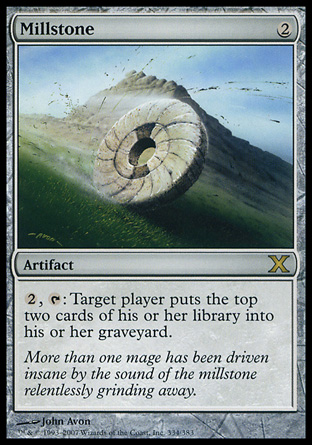 Millstone 2
AVON
Artifact X
2, T: Target player puts the top
two cards of his or her library into
his or her graveyard.
More than one mage has been driven
insane by the sound of the millstone
relentlessly grinding away.
John Avon
™ & © 1993-2007 Wizards of the Coast, Inc. 334/383